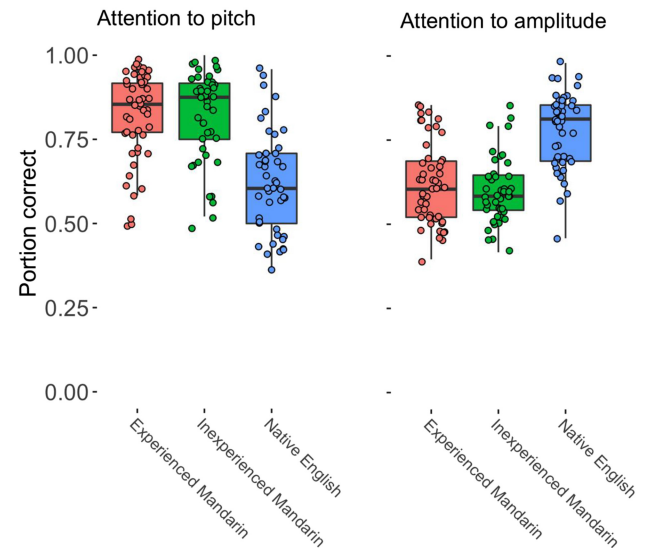 Attention to pitch
Attention to amplitude
Portion correct
1.00
0.75
0.50
0.25
0.00
Experienced Mandarin
Inexperienced Mandarin
Native English
Experienced Mandarin
Inexperienced Mandarin
Native English